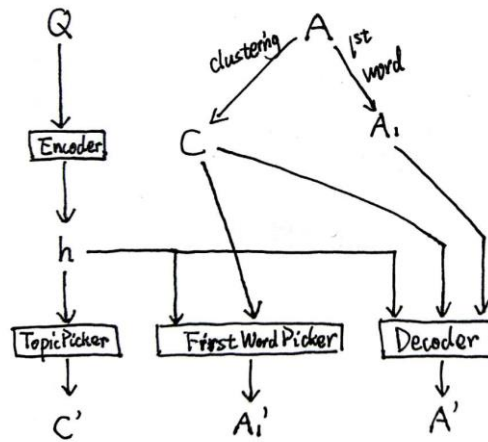 Q
A
clustering
1st
word
Encoder
C
A₁
h
TopicPicker
First Word Picker
Decoder
C'
A₁'
A'